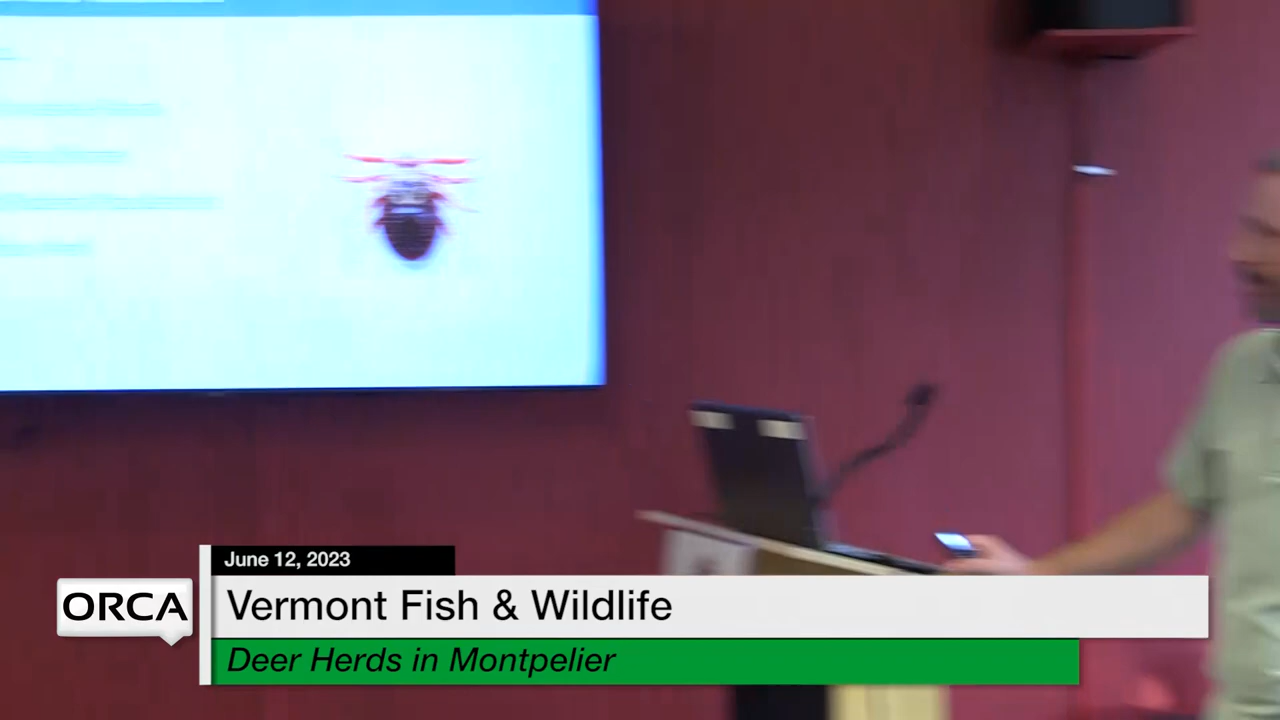 June 12, 2023
ORCA
Vermont Fish & Wildlife
Deer Herds in Montpelier